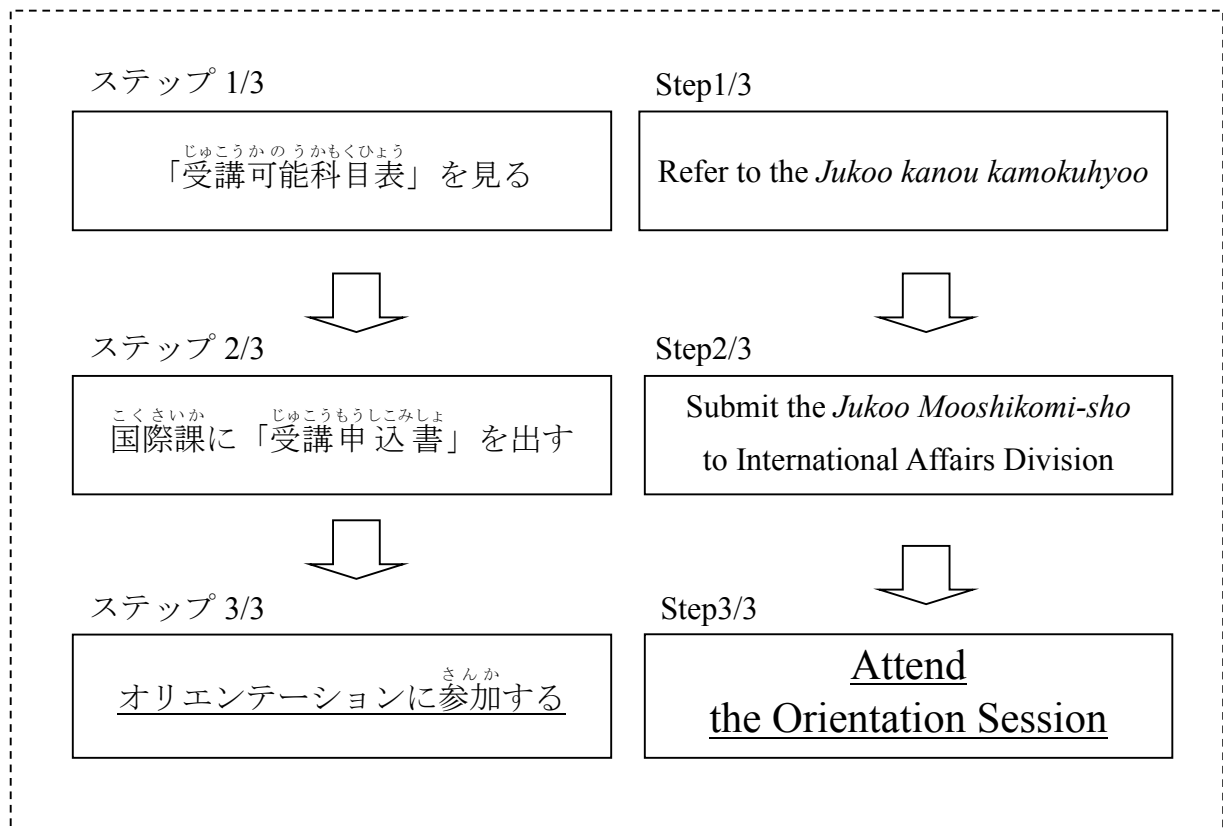 ステップ 1/3
じゅこうかのうかもくひょう
「受講可能科目表」を見る
ステップ 2/3
こくさいか じゅこうもうしこみしょ
国際課に「受講申込書」を出す
ステップ 3/3
さんか
オリエンテーションに参加する
Step1/3
Refer to the Jukoo kanou kamokuhyoo
Step2/3
Submit the Jukoo Mooshikomi-sho
to International Affairs Division
Step3/3
Attend
the Orientation Session